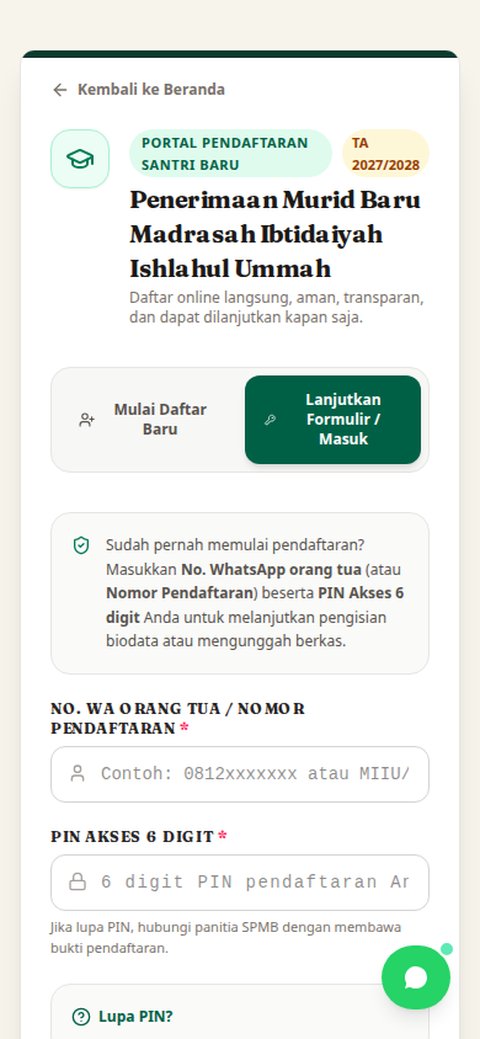 Kembali ke Beranda
PORTAL PENDAFTARAN
SANTRI BARU
TA
2027/2028
Penerimaan Murid Baru
Madrasah Ibtidaiyah
Ishlahul Ummah
Daftar online langsung, aman, transparan,
dan dapat dilanjutkan kapan saja.
Mulai Daftar
Baru
Lanjutkan
Formulir /
Masuk
Sudah pernah memulai pendaftaran?
Masukkan No. WhatsApp orang tua (atau
Nomor Pendaftaran) beserta PIN Akses 6
digit Anda untuk melanjutkan pengisian
biodata atau mengunggah berkas.
NO. WA ORANG TUA / NOMOR
PENDAFTARAN *
Contoh: 0812xxxxxxx atau MIIU/
PIN AKSES 6 DIGIT *
6 digit PIN pendaftaran Ar
Jika lupa PIN, hubungi panitia SPMB dengan membawa
bukti pendaftaran.
Lupa PIN?